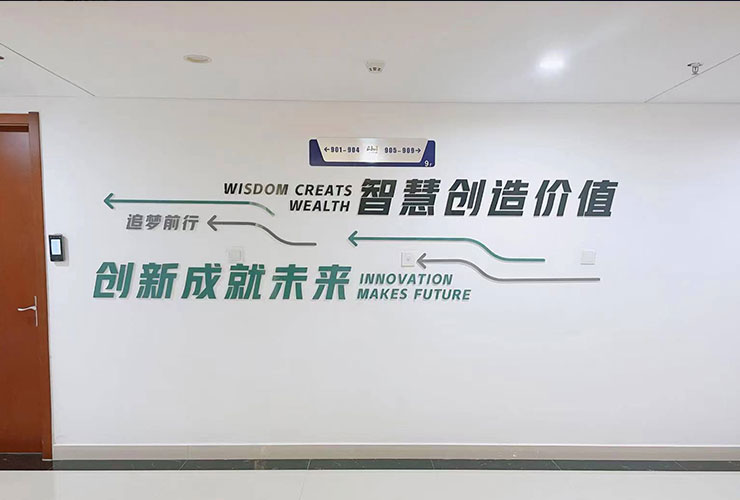 ←901-904
905-909→
9F
WISDOM CREATS
WEALTH
智慧创造价值
追梦前行
创新成就未来
INNOVATION
MAKES FUTURE